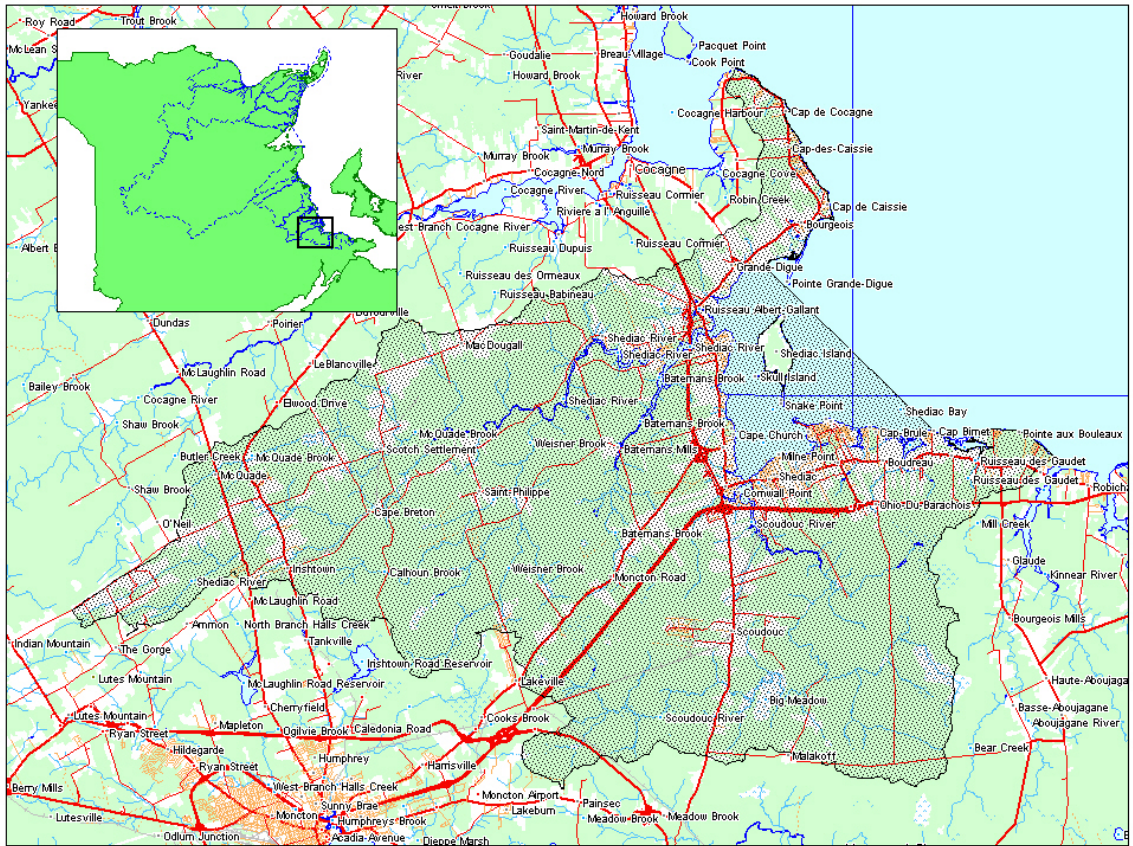 Howard Brook
Roy Road
Trout Brook
Pacquet Point
Goudalie
Breau-Village
Cook Point
River
Howard Brook
Cap de Cocagne
Cocagne Harbour
Saint-Martin-de-Kent
Murray Brook
Cap-des-Caissie
Murray Brook
Cocagne
Cocagne-Nord
Cocagne Cove
Cocagne River
Ruisseau Cormier
Robin Creek
Cap de Caissie
Riviere a l' Anguille
est-Branch Cocagne River
Bourgeois
Ruisseau Dupuis
Ruisseau Cormier
Grande-Digue
Ruisseau des Ormeaux
Pointe Grande-Digue
Ruisseau-Babineau
Ruisseau Albert-Gallant
Dundas
Poirier
Shediac River
MacDougall
Shediac River
Shediac River
Shediac Island
LeBlancville
McLaughlin Road
Batemans Brook
Skull Island
Bailey Brook
Cocagne River
Elwood-Drive
Shediac River
Snake Point
Shediac Bay
Shaw Brook
Batemans Brook
McQuade Brook
Cape-Church
Cap-Brule
Cap Bimet
Pointe aux Bouleaux
Weisner Brook
Butler Creek
McQuade Brook
Scotch Settlement
Batemans Mills
Milne-Point
Boudreau
Ruisseau-des-Gaudet
McQuade
Shediac
Ruisseau des Gaudet
Shaw Brook
Saint-Philippe
Cornwall Point
Robicha
Cape-Breton
Ohio-Du-Barachois
O'Neil
Scoudouc River
Mill Creek
Batemans Brook
Glaude
Irishtown
Calhoun Brook
Weisner Brook
Moncton Road
Kinnear River
Shediac River
McLaughlin Road
Bourgeois Mills
Ammon
North Branch Halls Creek
Scoudouc
Indian Mountain
Tankville
The Gorge
Irishtown Road Reservoir
Lutes Mountain
McLaughlin Road Reservoir
Lakeville
Haute-Aboujaga
Big-Meadow
Cherryfield
Basse-Aboujagane
Lutes Mountain
Mapleton
Caledonia Road
Cooks Brook
Scoudouc River
Aboujagane River
Ryan Street
Ogilvie Brook
Hildegarde
Bear Creek
Humphrey
Malakoff
Ryan Street
Harrisville
Berry Mills
West-Branch Halls Creek
Moncton Airport
Sunny Brae
Painsec
Lutesville
Moncton
Lakeburn
Humphreys Brook
Meadow Brook
Meadow Brook
Odlum Junction
Acadia-Avenue
Dieppe Marsh